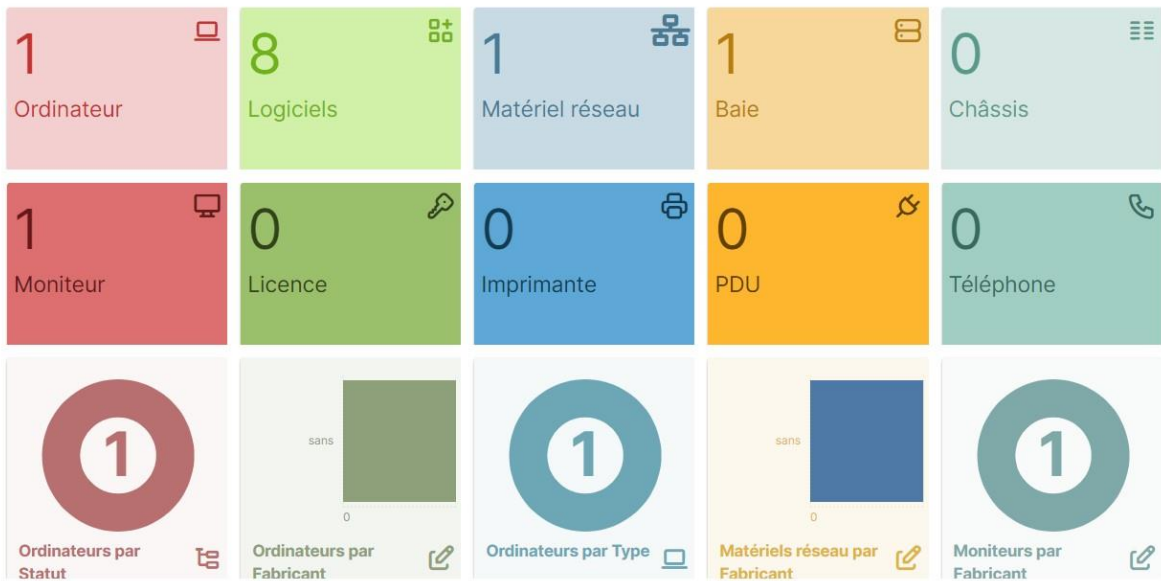 1
Ordinateur
8
Logiciels
1
Matériel réseau
1
Baie
0
Châssis
1
Moniteur
0
Licence
0
Imprimante
0
PDU
0
Téléphone
1
Ordinateurs par
Statut
sans
0
Ordinateurs par
Fabricant
1
Ordinateurs par Type
sans
0
Matériels réseau par
Fabricant
1
Moniteurs par
Fabricant